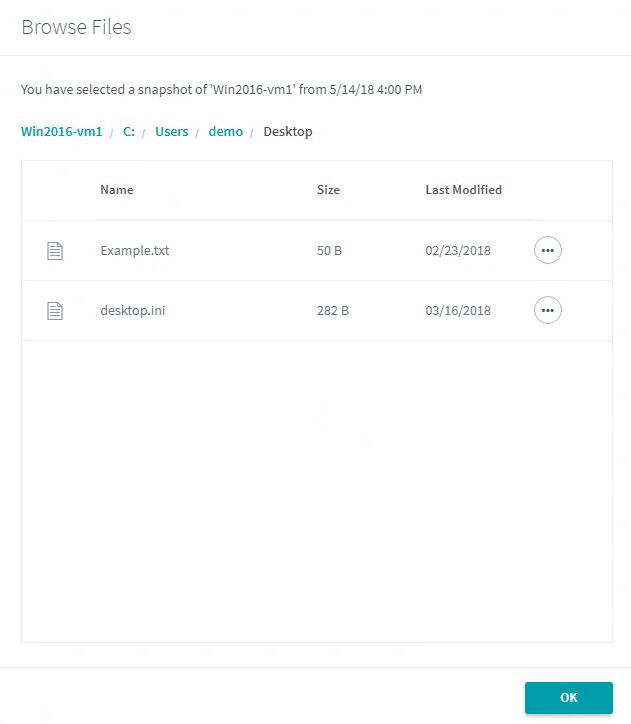 Browse Files
You have selected a snapshot of 'Win2016-vm1' from 5/14/18 4:00 PM
Win2016-vm1 / C: / Users / demo / Desktop
Name Size Last Modified
Example.txt 50 B 02/23/2018
desktop.ini 282 B 03/16/2018
OK